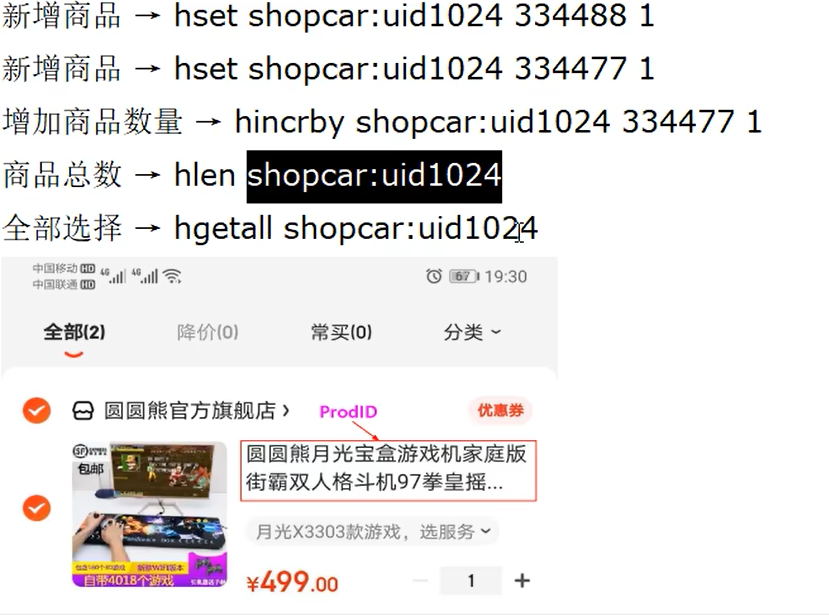 新增商品 → hset shopcar:uid1024 334488 1
新增商品 → hset shopcar:uid1024 334477 1
增加商品数量 → hincrby shopcar:uid1024 334477 1
商品总数 → hlen shopcar:uid1024
全部选择 → hgetall shopcar:uid1024
中国移动 HD 4G 4G 67 19:30
中国联通 HD
全部(2) 降价(0) 常买(0) 分类
圆圆熊官方旗舰店 ProdID 优惠券
SF
包邮
圆圆熊月光宝盒游戏机家庭版
街霸双人格斗机97拳皇摇...
月光X3303款游戏，选服务
自带4018个游戏
¥499.00 1 +